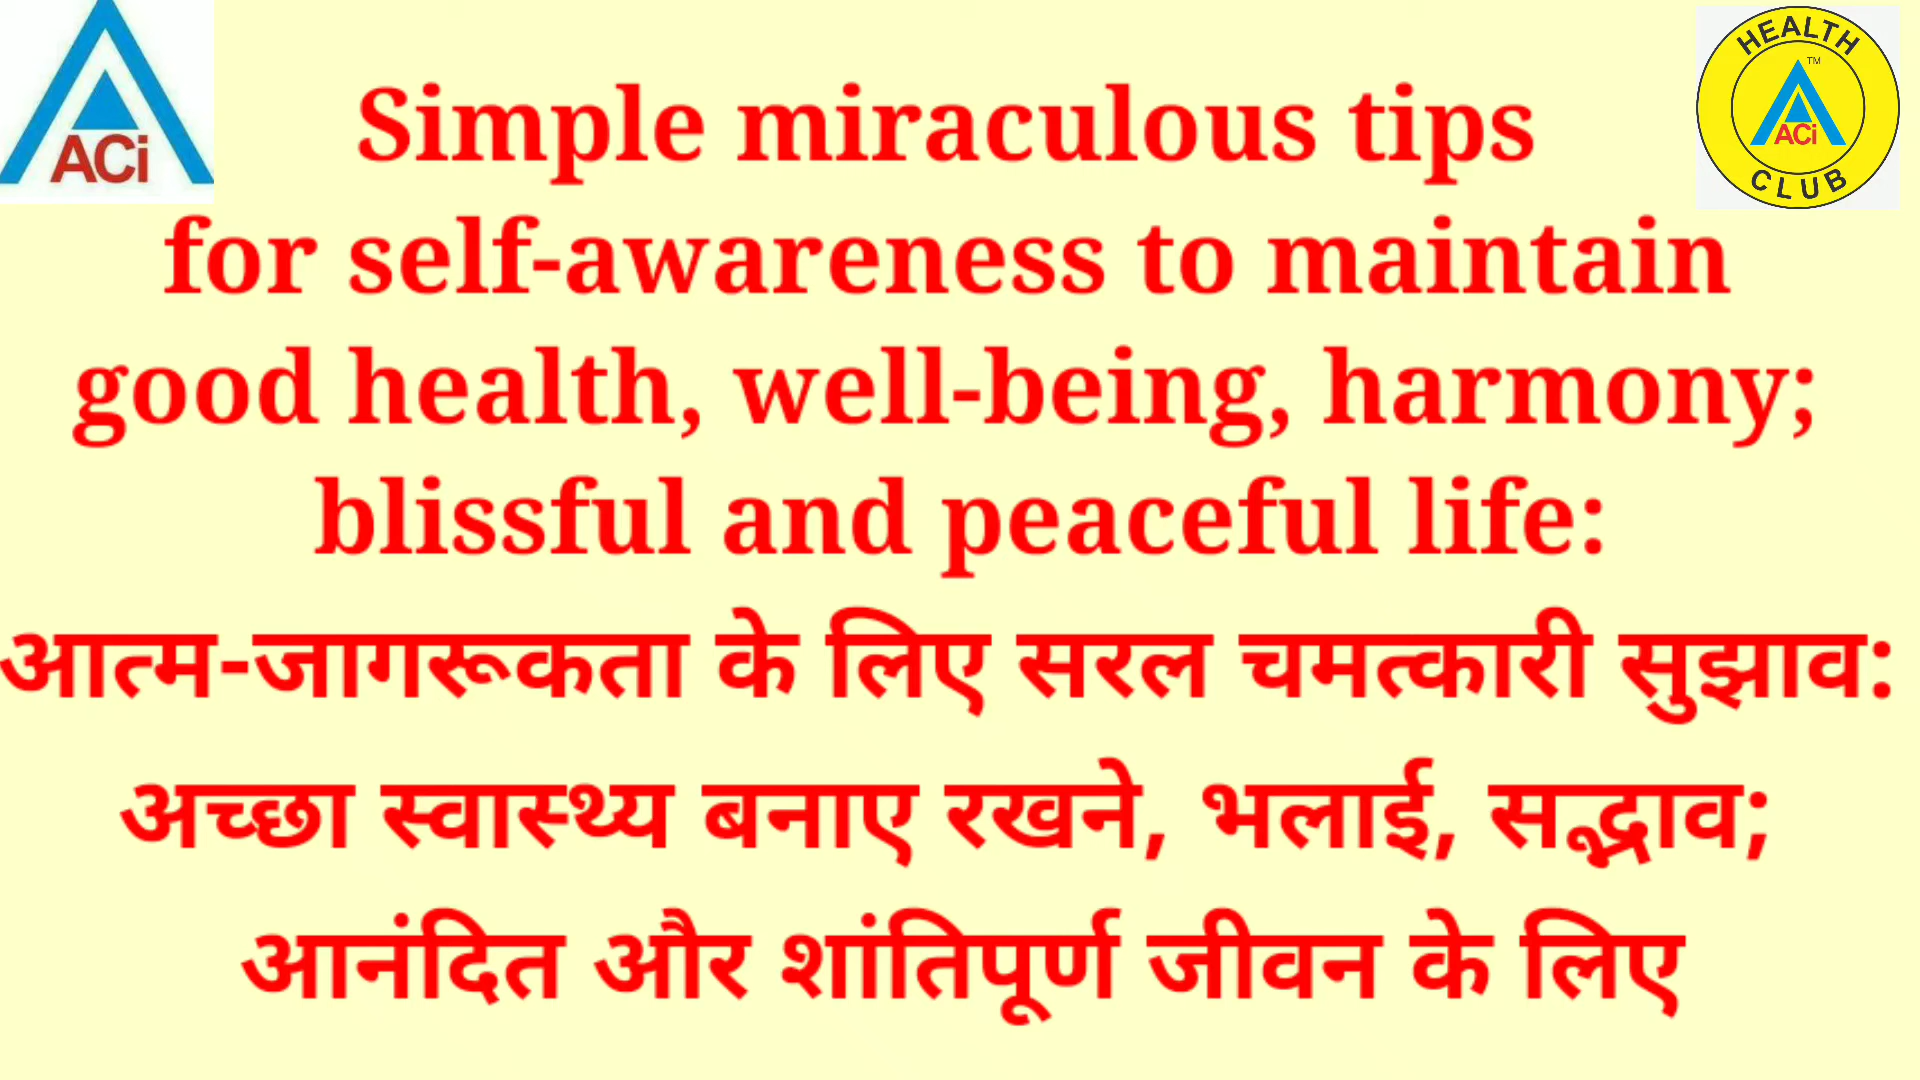 ACi
HEALTH
TM
ACi
CLUB
Simple miraculous tips
for self-awareness to maintain
good health, well-being, harmony;
blissful and peaceful life:
आत्म-जागरूकता के लिए सरल चमत्कारी सुझाव:
अच्छा स्वास्थ्य बनाए रखने, भलाई, सद्भाव;
आनंदित और शांतिपूर्ण जीवन के लिए